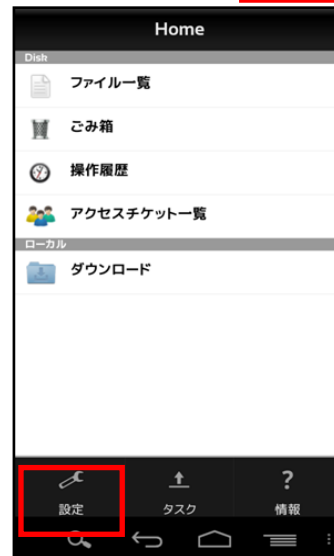 Home
Disk
ファイル一覧
ごみ箱
操作履歴
アクセスチケット一覧
ローカル
ダウンロード
設定
タスク
情報